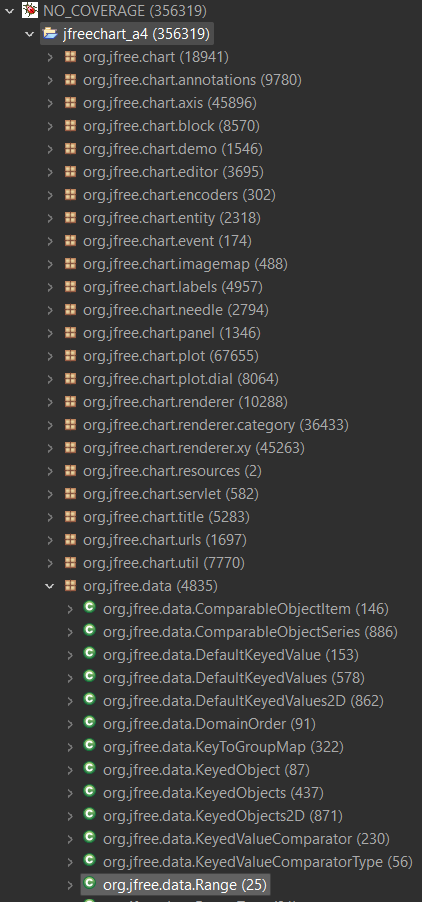 NO_COVERAGE (356319)
jfreechart_a4 (356319)
org.jfree.chart (18941)
org.jfree.chart.annotations (9780)
org.jfree.chart.axis (45896)
org.jfree.chart.block (8570)
org.jfree.chart.demo (1546)
org.jfree.chart.editor (3695)
org.jfree.chart.encoders (302)
org.jfree.chart.entity (2318)
org.jfree.chart.event (174)
org.jfree.chart.imagemap (488)
org.jfree.chart.labels (4957)
org.jfree.chart.needle (2794)
org.jfree.chart.panel (1346)
org.jfree.chart.plot (67655)
org.jfree.chart.plot.dial (8064)
org.jfree.chart.renderer (10288)
org.jfree.chart.renderer.category (36433)
org.jfree.chart.renderer.xy (45263)
org.jfree.chart.resources (2)
org.jfree.chart.servlet (582)
org.jfree.chart.title (5283)
org.jfree.chart.urls (1697)
org.jfree.chart.util (7770)
org.jfree.data (4835)
org.jfree.data.ComparableObjectItem (146)
org.jfree.data.ComparableObjectSeries (886)
org.jfree.data.DefaultKeyedValue (153)
org.jfree.data.DefaultKeyedValues (578)
org.jfree.data.DefaultKeyedValues2D (862)
org.jfree.data.DomainOrder (91)
org.jfree.data.KeyToGroupMap (322)
org.jfree.data.KeyedObject (87)
org.jfree.data.KeyedObjects (437)
org.jfree.data.KeyedObjects2D (871)
org.jfree.data.KeyedValueComparator (230)
org.jfree.data.KeyedValueComparatorType (56)
org.jfree.data.Range (25)